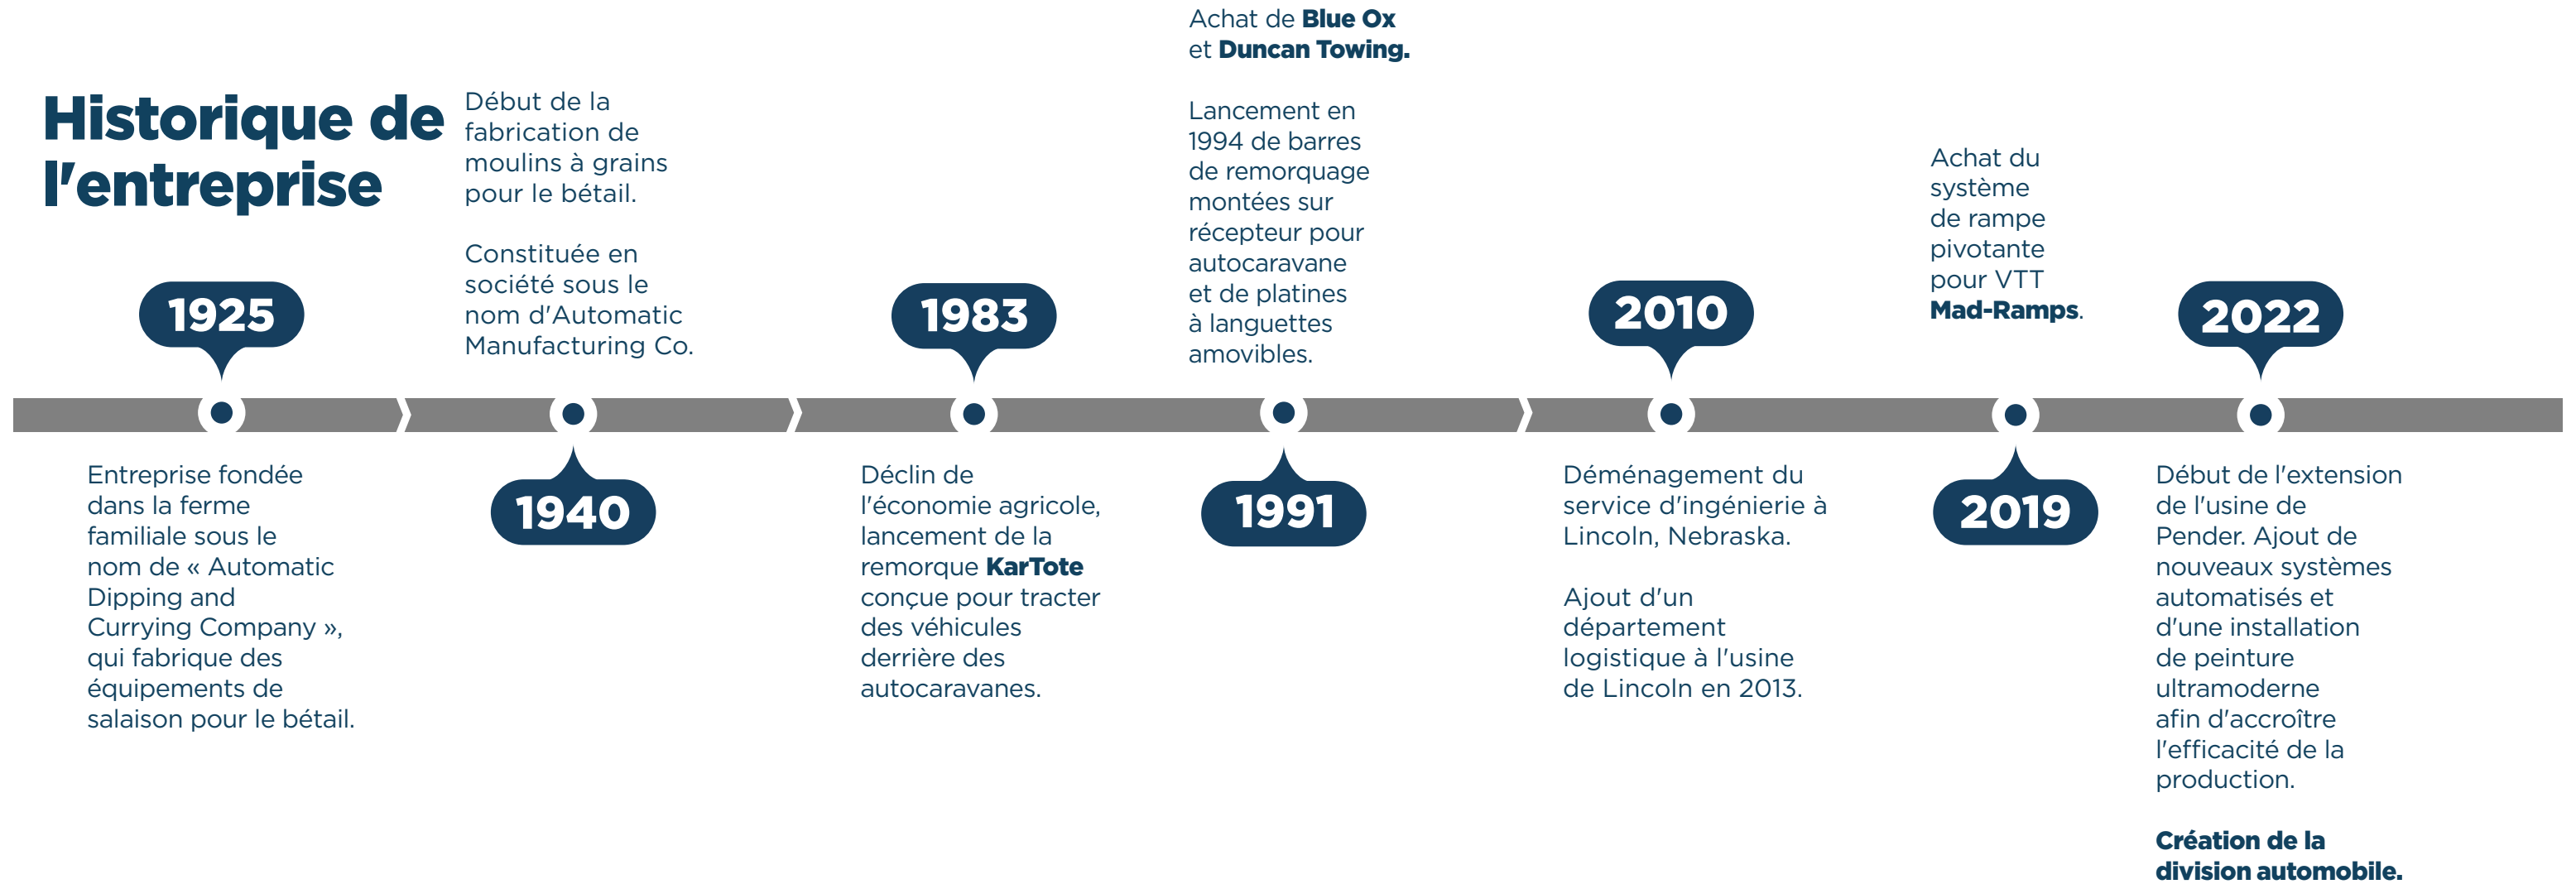 Historique de
l'entreprise
1925
Entreprise fondée
dans la ferme
familiale sous le
nom de « Automatic
Dipping and
Currying Company »,
qui fabrique des
équipements de
salaison pour le bétail.
Début de la
fabrication de
moulins à grains
pour le bétail.
Constituée en
société sous le
nom d'Automatic
Manufacturing Co.
1940
1983
Déclin de
l'économie agricole,
lancement de la
remorque KarTote
conçue pour tracter
des véhicules
derrière des
autocaravanes.
Achat de Blue Ox
et Duncan Towing.
Lancement en
1994 de barres
de remorquage
montées sur
récepteur pour
autocaravane
et de platines
à languettes
amovibles.
1991
2010
Déménagement du
service d'ingénierie à
Lincoln, Nebraska.
Ajout d'un
département
logistique à l'usine
de Lincoln en 2013.
Achat du
système
de rampe
pivotante
pour VTT
Mad-Ramps.
2019
2022
Début de l'extension
de l'usine de
Pender. Ajout de
nouveaux systèmes
automatisés et
d'une installation
de peinture
ultramoderne
afin d'accroître
l'efficacité de la
production.
Création de la
division automobile.